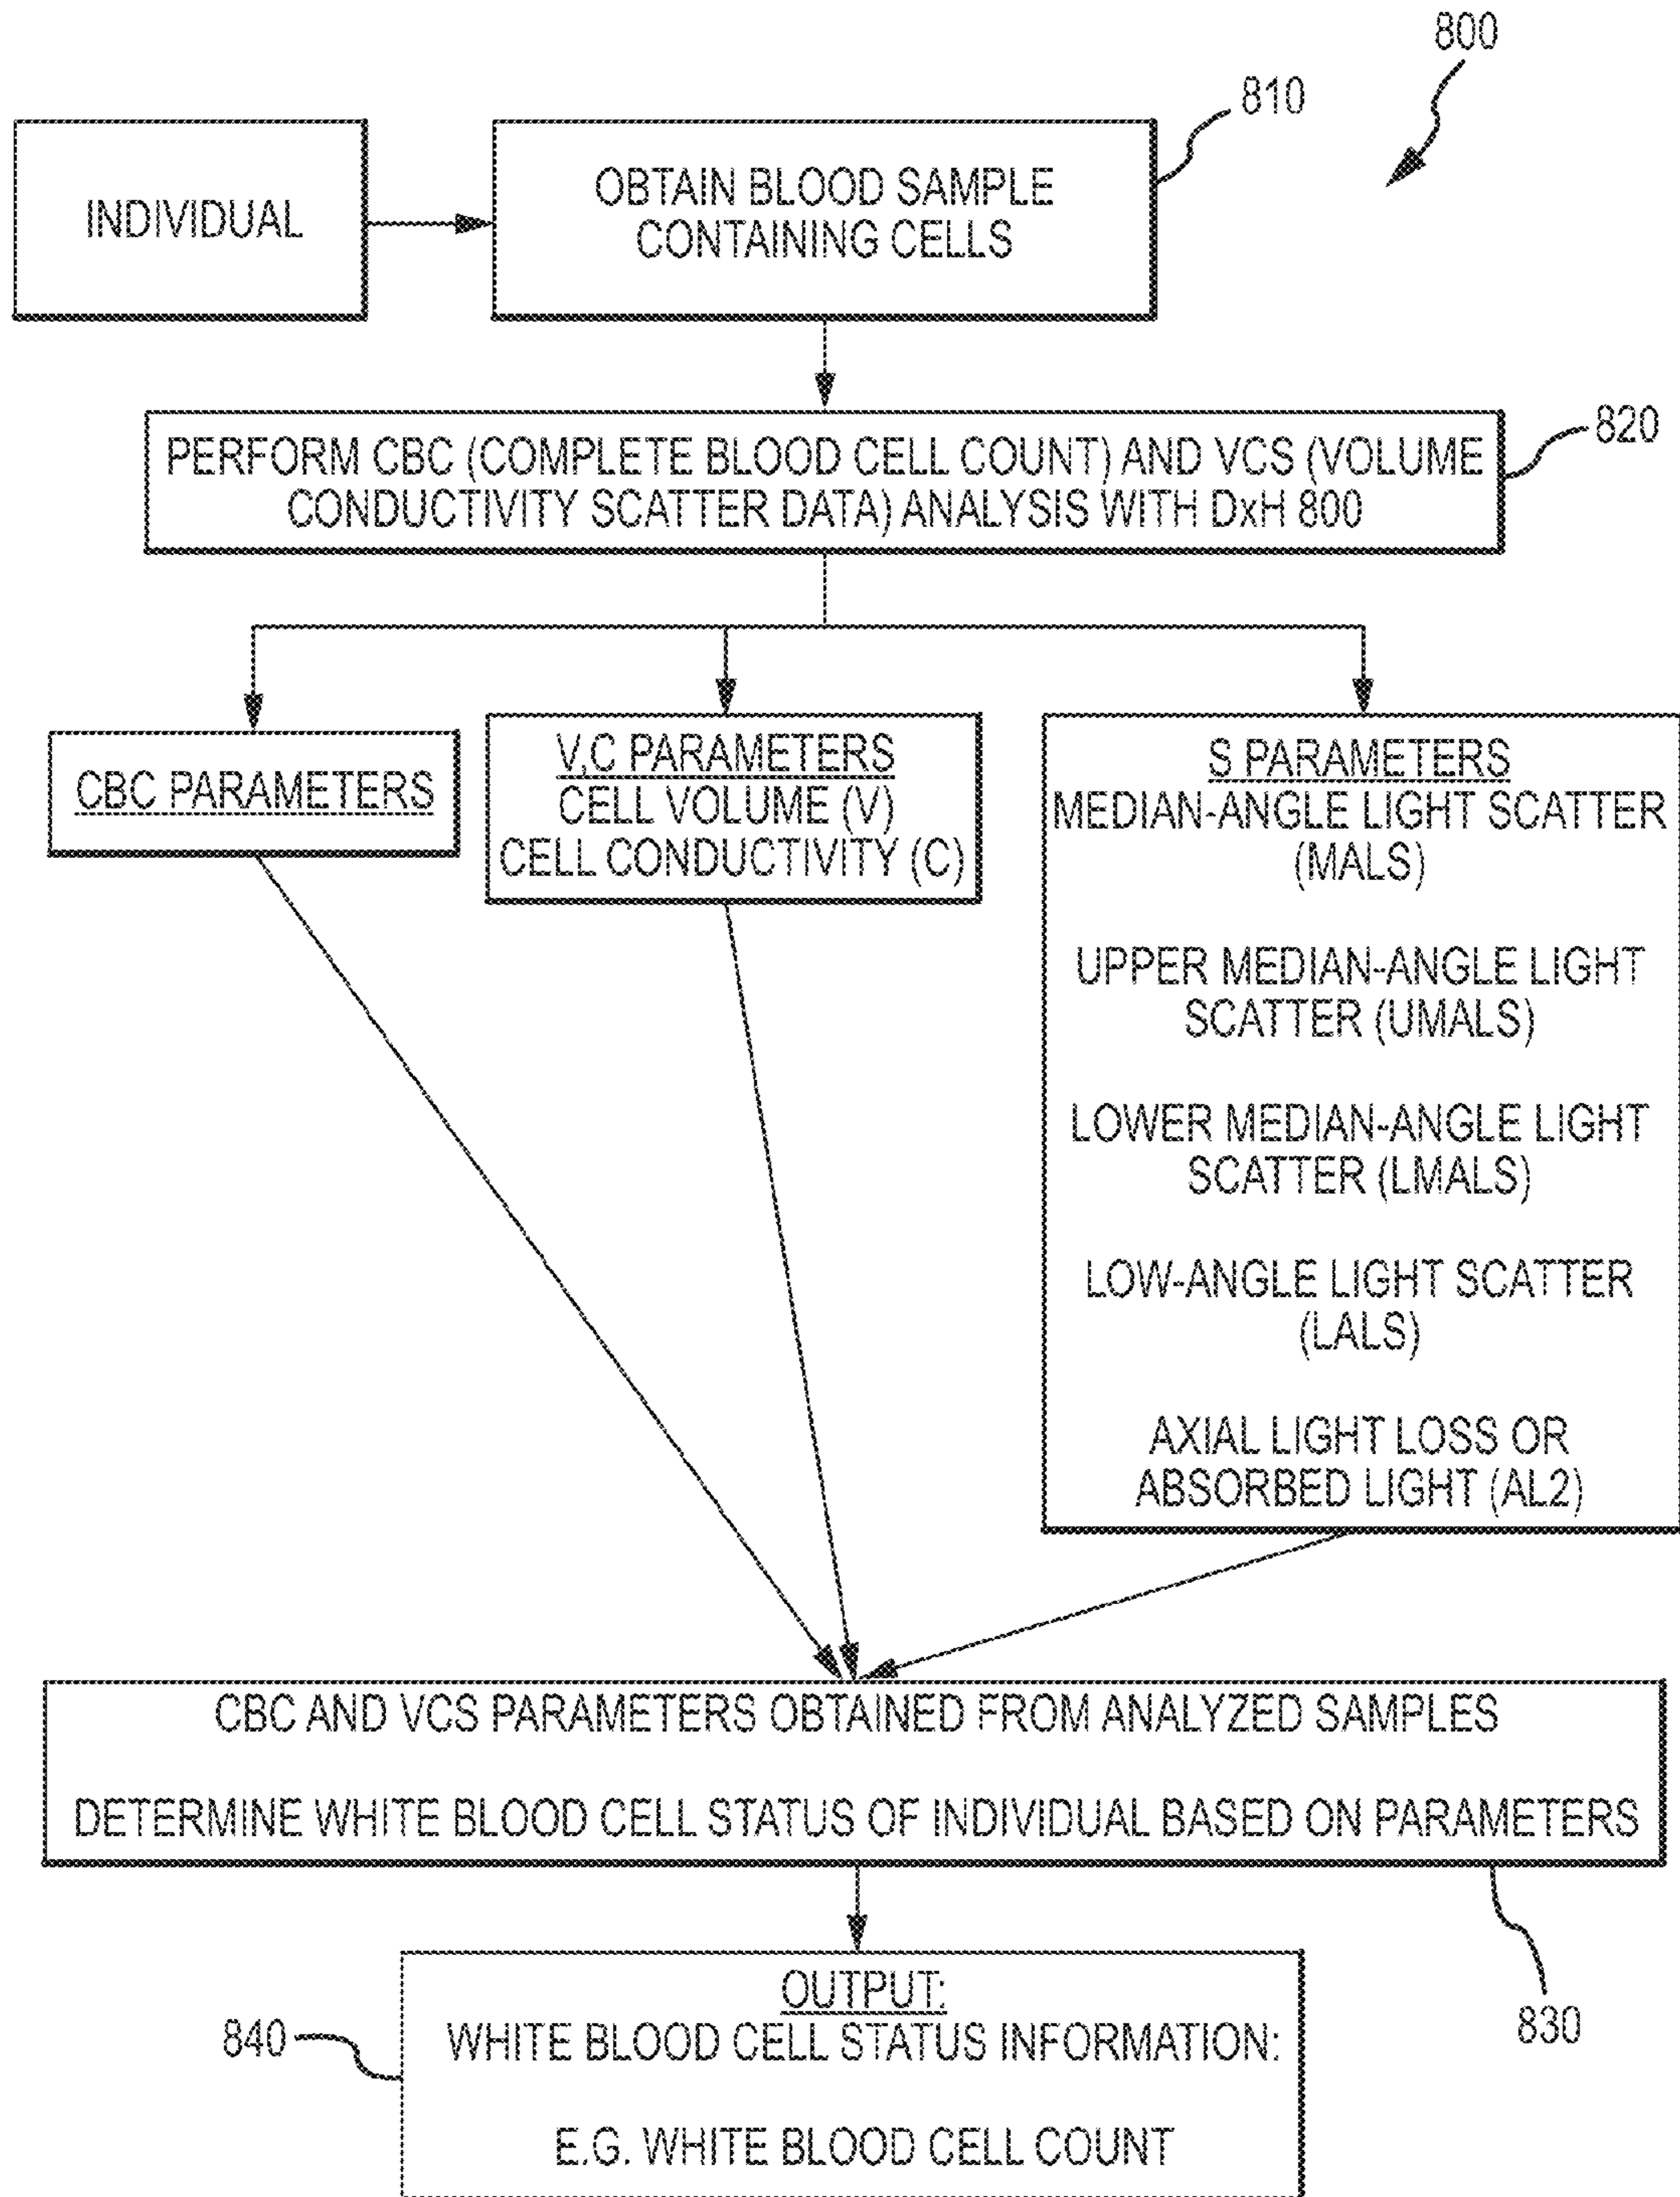 800
810
INDIVIDUAL
OBTAIN BLOOD SAMPLE
CONTAINING CELLS
820
PERFORM CBC (COMPLETE BLOOD CELL COUNT) AND VCS (VOLUME
CONDUCTIVITY SCATTER DATA) ANALYSIS WITH DxH 800
CBC PARAMETERS
V,C PARAMETERS
CELL VOLUME (V)
CELL CONDUCTIVITY (C)
S PARAMETERS
MEDIAN-ANGLE LIGHT SCATTER
(MALS)
UPPER MEDIAN-ANGLE LIGHT
SCATTER (UMALS)
LOWER MEDIAN-ANGLE LIGHT
SCATTER (LMALS)
LOW-ANGLE LIGHT SCATTER
(LALS)
AXIAL LIGHT LOSS OR
ABSORBED LIGHT (AL2)
CBC AND VCS PARAMETERS OBTAINED FROM ANALYZED SAMPLES
DETERMINE WHITE BLOOD CELL STATUS OF INDIVIDUAL BASED ON PARAMETERS
830
840
OUTPUT:
WHITE BLOOD CELL STATUS INFORMATION:
E.G. WHITE BLOOD CELL COUNT